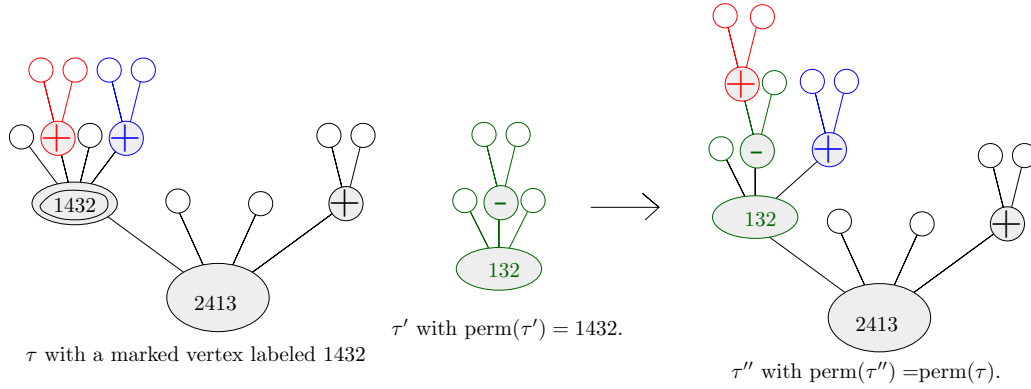 + + 1432 + 2413
- 132
+ - + 132 + 2413
τ with a marked vertex labeled 1432
τ′ with perm(τ′) = 1432.
τ″ with perm(τ″) =perm(τ).